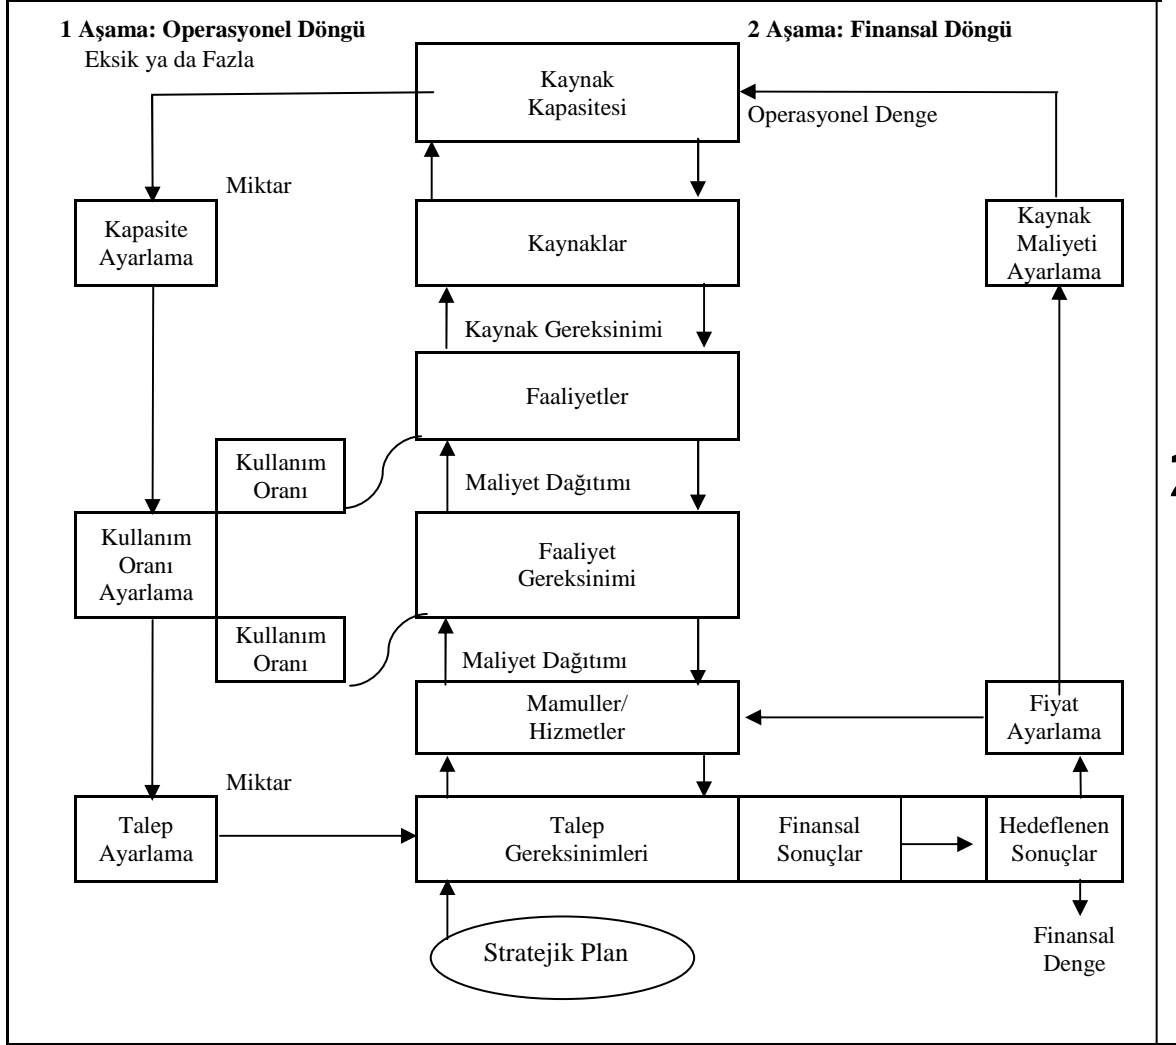 1 Aşama: Operasyonel Döngü
2 Aşama: Finansal Döngü
Eksik ya da Fazla
Kaynak
Kapasitesi
Operasyonel Denge
Miktar
Kapasite
Ayarlama
Kaynaklar
Kaynak
Maliyeti
Ayarlama
Kaynak Gereksinimi
Faaliyetler
Kullanım
Oranı
Maliyet Dağıtımı
Kullanım
Oranı
Ayarlama
Faaliyet
Gereksinimi
Kullanım
Oranı
Maliyet Dağıtımı
Mamuller/
Hizmetler
Fiyat
Ayarlama
Miktar
Talep
Ayarlama
Talep
Gereksinimleri
Finansal
Sonuçlar
Hedeflenen
Sonuçlar
Stratejik Plan
Finansal
Denge